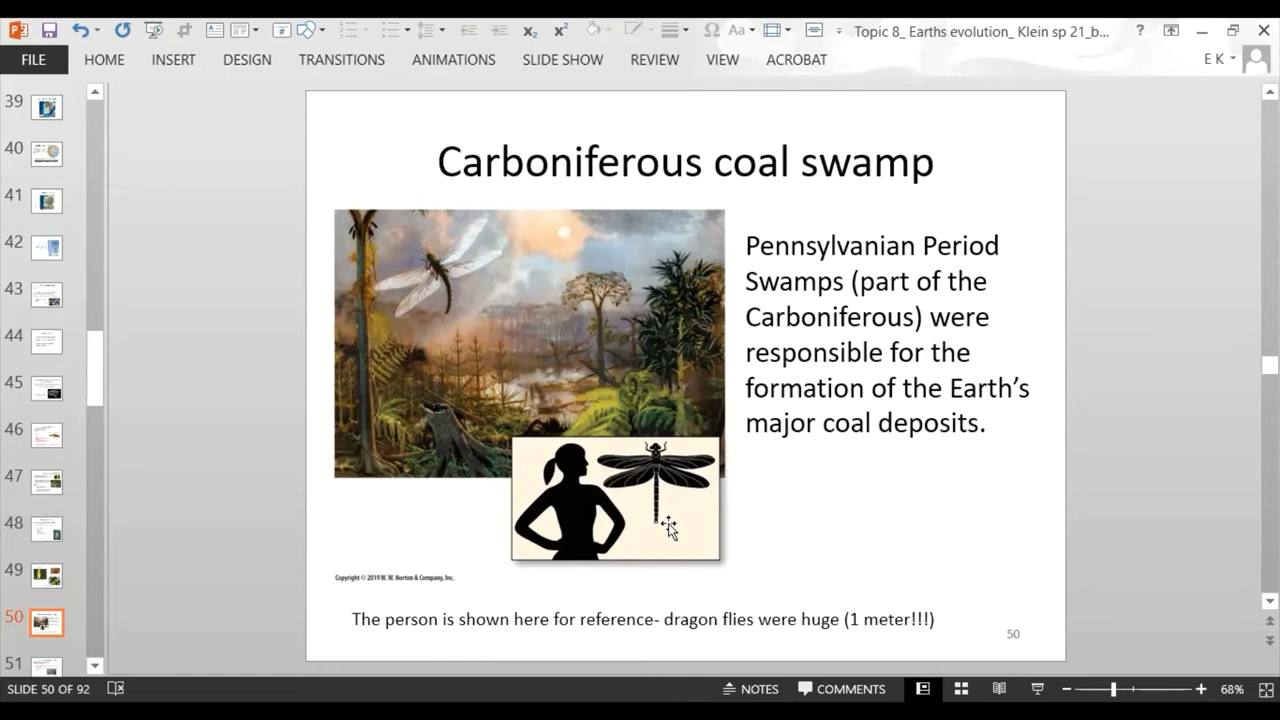 Topic 8_ Earths evolution_ Klein sp 21_b...
?
FILE
HOME
INSERT
DESIGN
TRANSITIONS
ANIMATIONS
SLIDE SHOW
REVIEW
VIEW
ACROBAT
E K
39
40
41
42
43
44
45
46
47
48
49
50
51
Carboniferous coal swamp
Pennsylvanian Period
Swamps (part of the
Carboniferous) were
responsible for the
formation of the Earth’s
major coal deposits.
Copyright © 2019 W. W. Norton & Company, Inc.
The person is shown here for reference- dragon flies were huge (1 meter!!!)
50
SLIDE 50 OF 92
NOTES
COMMENTS
68%